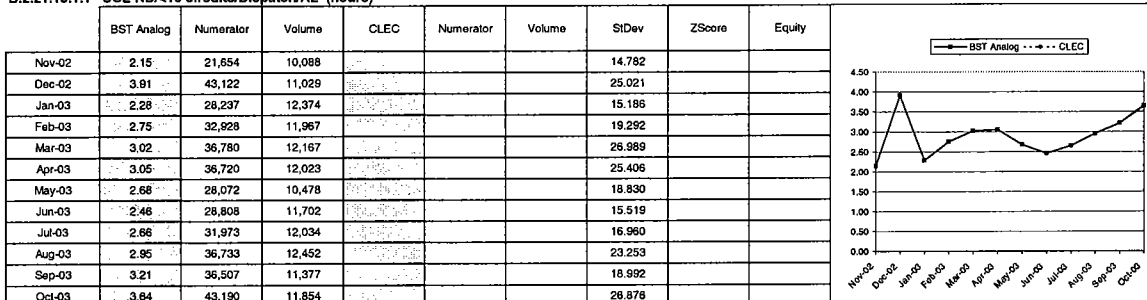 BST Analog Numerator Volume CLEC Numerator Volume StDev ZScore Equity
Nov-02 2.15 21,654 10,088 14.782
Dec-02 3.91 43,122 11,029 25.021
Jan-03 2.28 28,237 12,374 15.186
Feb-03 2.75 32,928 11,967 19.292
Mar-03 3.02 36,780 12,167 26.989
Apr-03 3.05 36,720 12,023 25.406
May-03 2.68 28,072 10,478 18.830
Jun-03 2.46 28,808 11,702 15.519
Jul-03 2.66 31,973 12,034 16.960
Aug-03 2.95 36,733 12,452 23.253
Sep-03 3.21 36,507 11,377 18.992
Oct-03 3.64 43,190 11,854 26.876
BST Analog CLEC
4.50
4.00
3.50
3.00
2.50
2.00
1.50
1.00
0.50
0.00
Nov-02 Dec-02 Jan-03 Feb-03 Mar-03 Apr-03 May-03 Jun-03 Jul-03 Aug-03 Sep-03 Oct-03